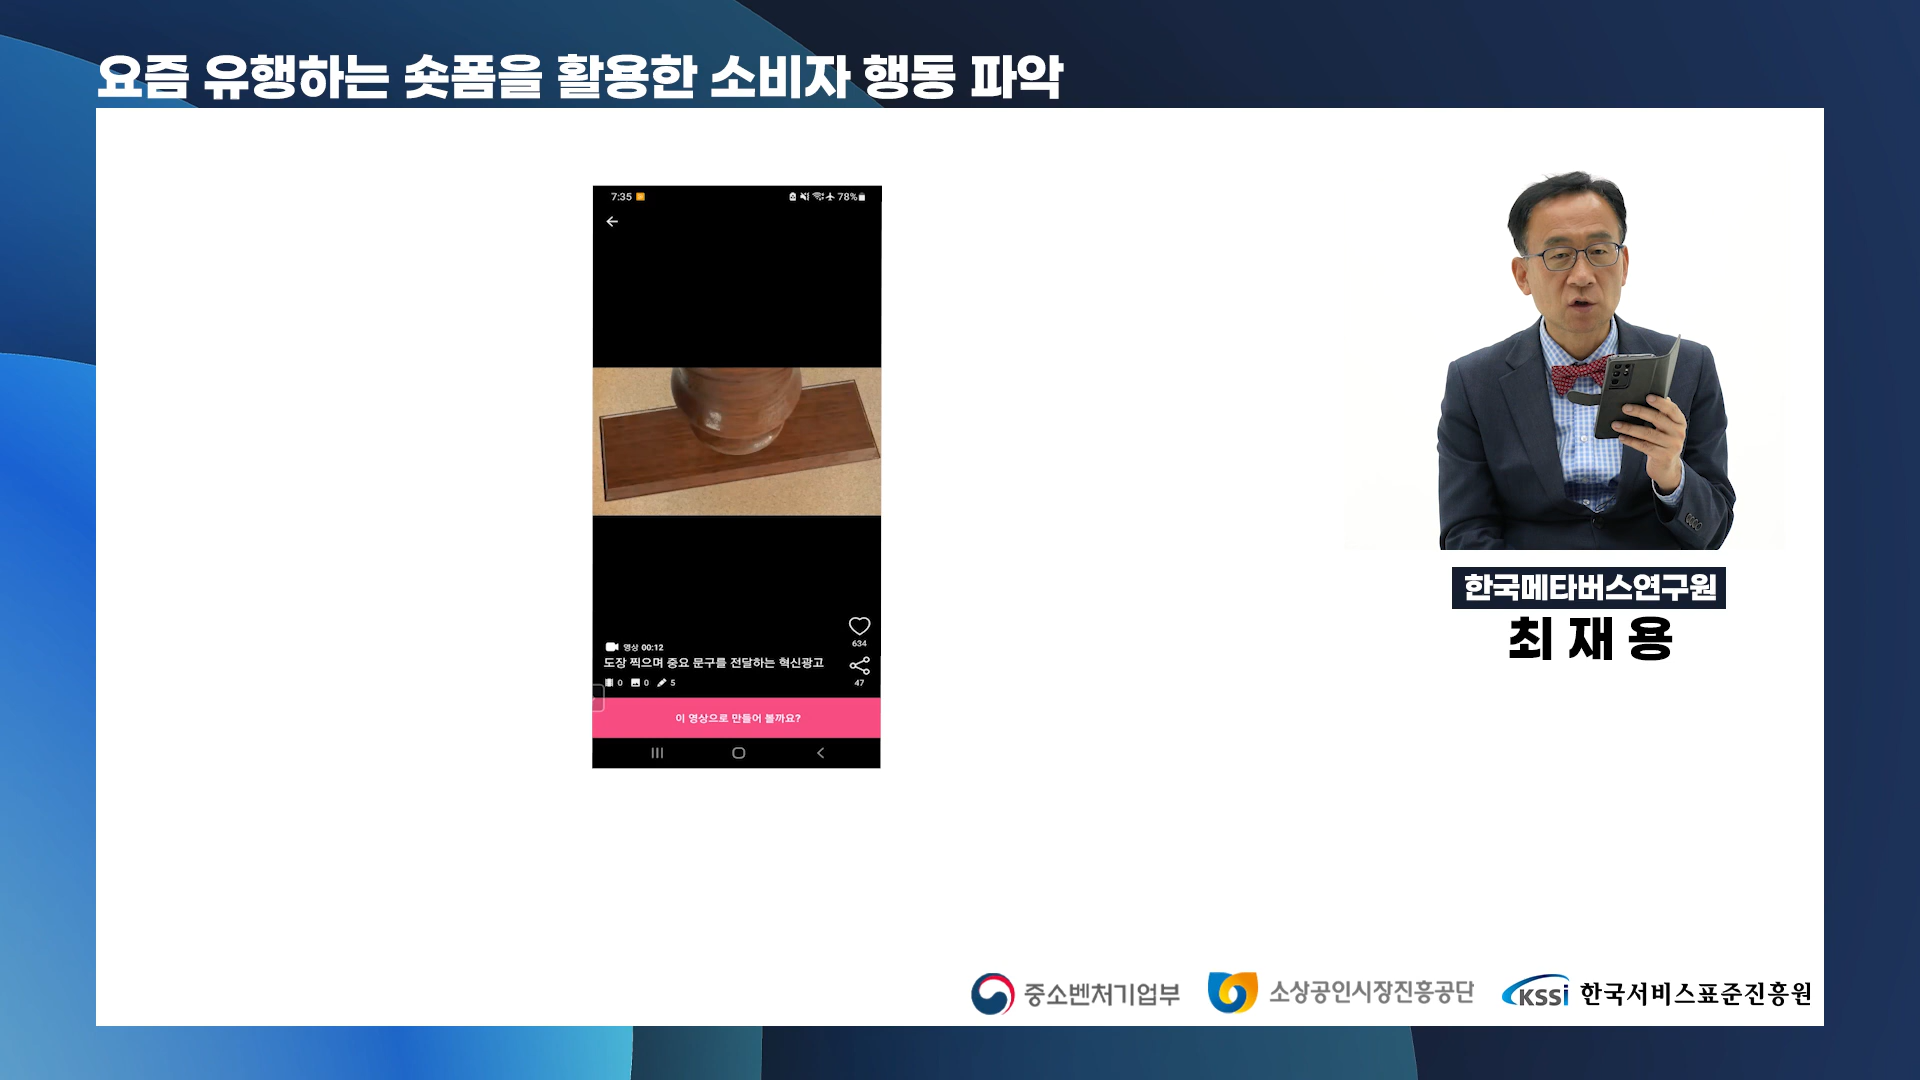 요즘 유행하는 숏폼을 활용한 소비자 행동 파악
7:35
78%
634
영상 00:12
도장 찍으며 중요 문구를 전달하는 혁신광고
0 0 5
47
이 영상으로 만들어 볼까요?
한국메타버스연구원
최재용
중소벤처기업부
소상공인시장진흥공단
KSSi 한국서비스표준진흥원